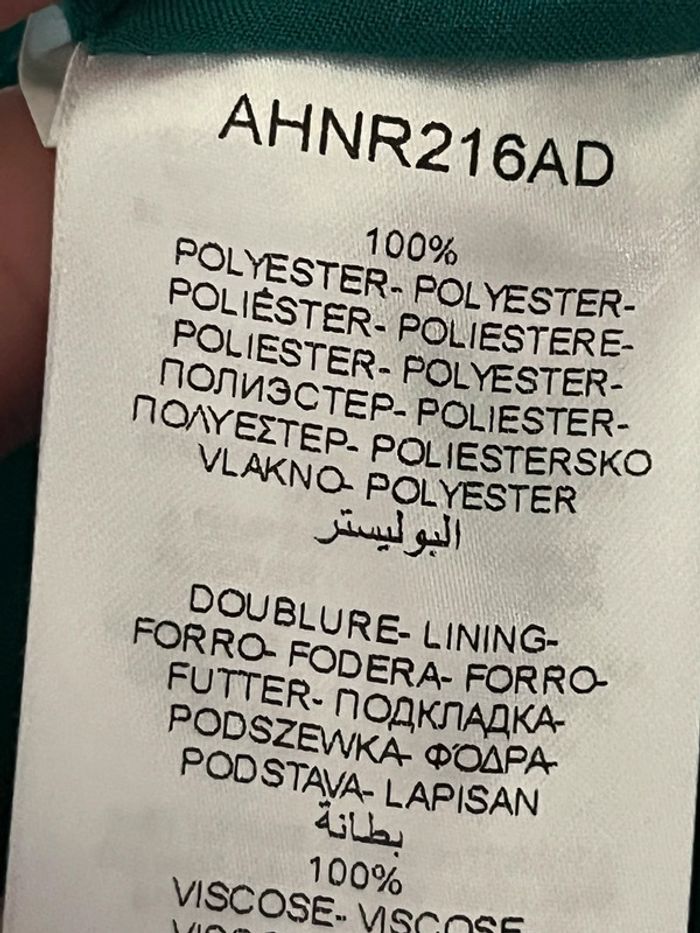 AHNR216AD
100%
POLYESTER- POLYESTER-
POLIÉSTER- POLIESTERE-
POLIESTER- POLYESTER-
ПОЛИЭСТЕР- POLIESTER-
ΠΟΛΥΕΣΤΕΡ- POLIESTERSKO
VLAKNO- POLYESTER
البوليستر
DOUBLURE- LINING-
FORRO- FODERA- FORRO-
FUTTER- ПОДКЛАДКА-
PODSZEWKA- ΦΌΔΡΑ-
PODSTAVA- LAPISAN
بطانة
100%
VISCOSE- VISCOSE